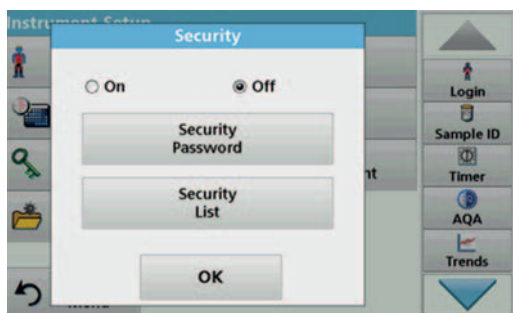 Security
On
Off
Security
Password
Security
List
OK
Login
Sample ID
Timer
AQA
Trends